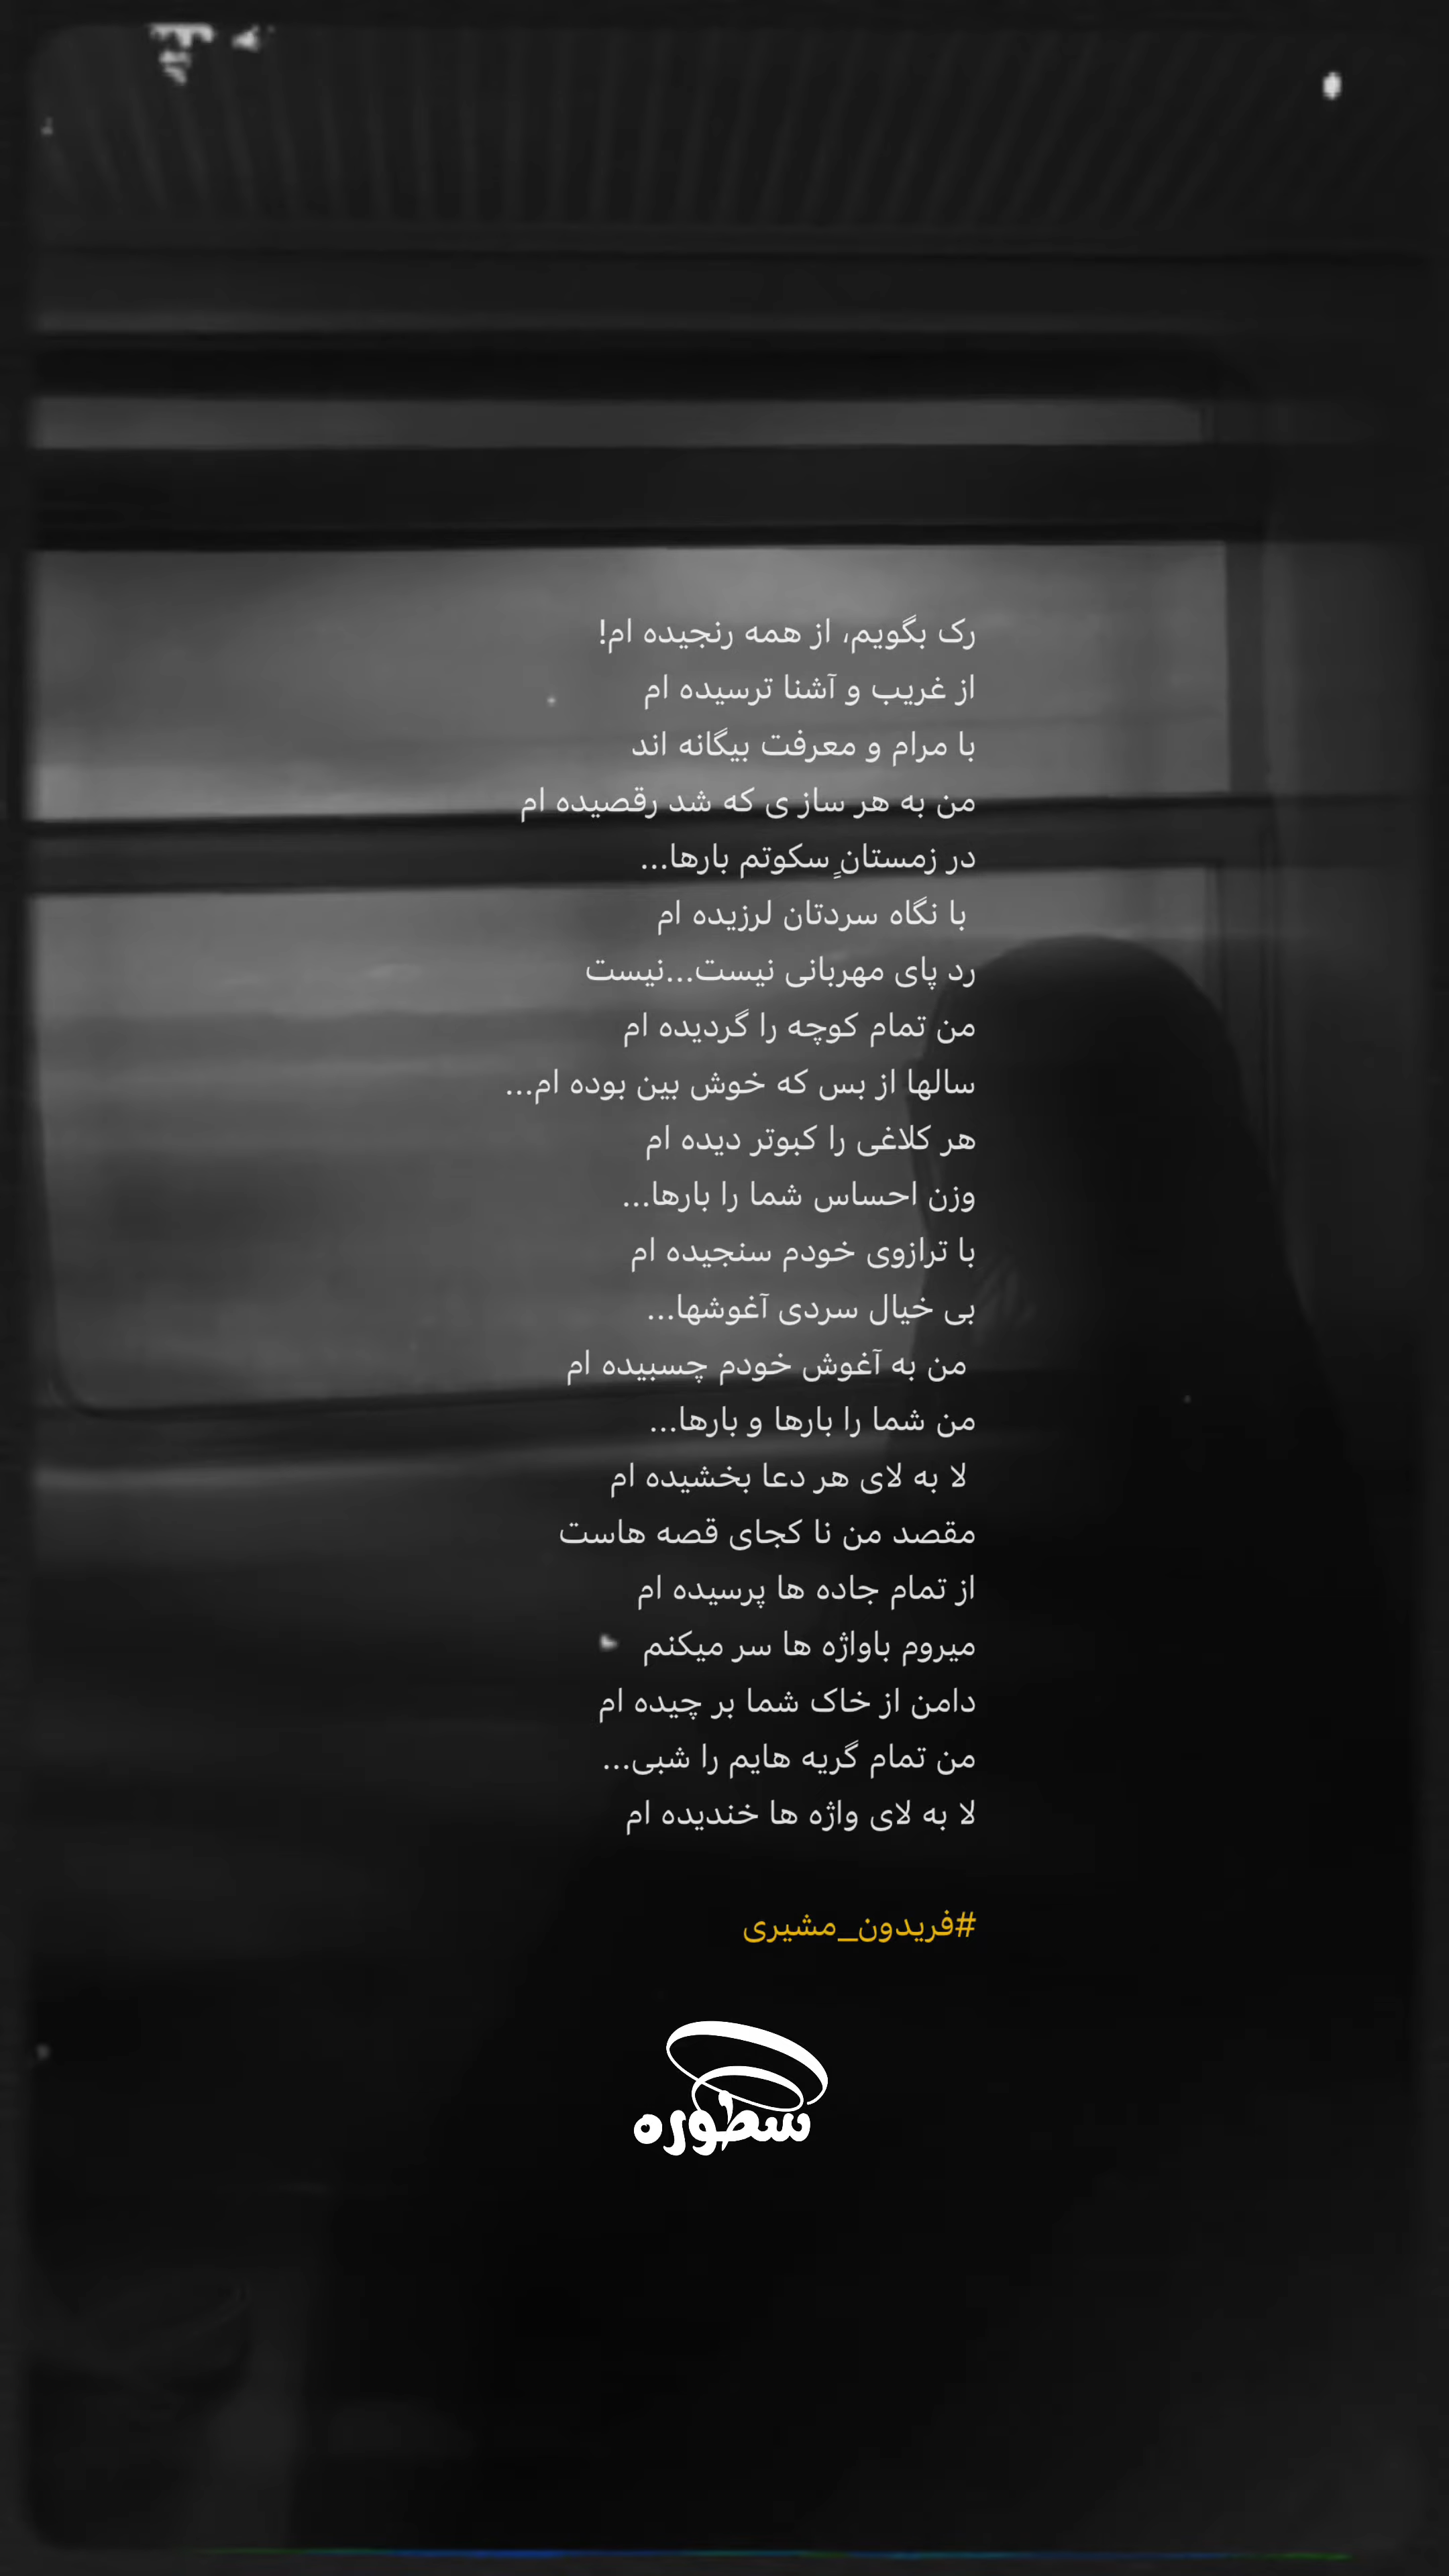 رک بگویم، از همه رنجیده ام!
از غریب و آشنا ترسیده ام
با مرام و معرفت بیگانه اند
من به هر ساز ی که شد رقصیده ام
در زمستانٍ سکوتم بارها...
با نگاه سردتان لرزیده ام
رد پای مهربانی نیست...نیست
من تمام کوچه را گردیده ام
سالها از بس که خوش بین بوده ام...
هر کلاغی را کبوتر دیده ام
وزن احساس شما را بارها...
با ترازوی خودم سنجیده ام
بی خیال سردی آغوشها...
من به آغوش خودم چسبیده ام
من شما را بارها و بارها...
لا به لای هر دعا بخشیده ام
مقصد من نا کجای قصه هاست
از تمام جاده ها پرسیده ام
میروم باواژه ها سر میکنم
دامن از خاک شما بر چیده ام
من تمام گریه هایم را شبی...
لا به لای واژه ها خندیده ام
#فریدون_مشیری
سطوره